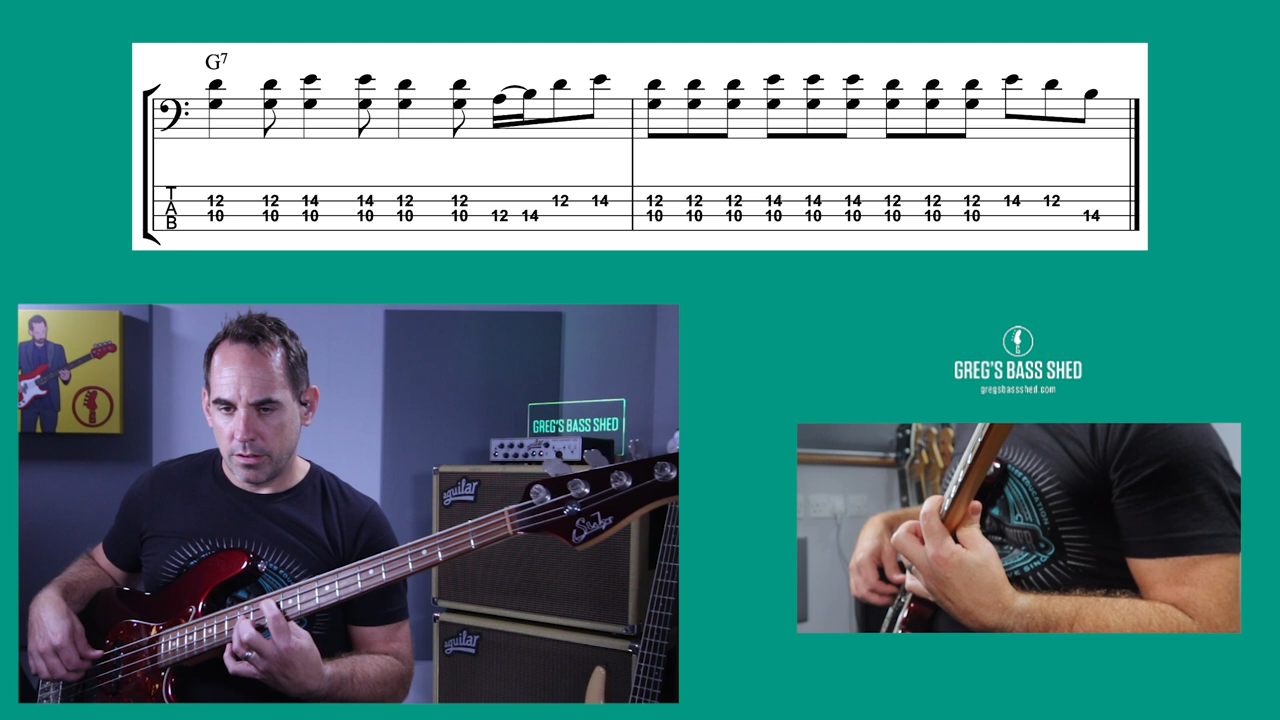 G7
T 12 12 14 14 12 12 12 14 12 12 12 14 14 14 12 12 12 14 12
A 10 10 10 10 10 10 12 14 10 10 10 10 10 10 10 10 10 14
B
GREG'S BASS SHED
gregsbassshed.com
GREG'S BASS SHED
aguilar
aguilar